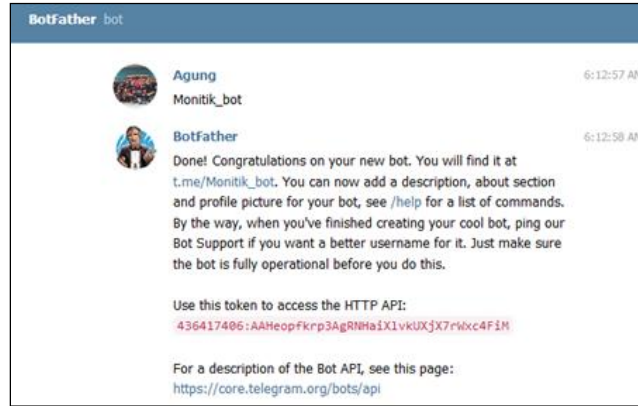 BotFather bot
Agung 6:12:57 AM
Monitik_bot
BotFather 6:12:58 AM
Done! Congratulations on your new bot. You will find it at
t.me/Monitik_bot. You can now add a description, about section
and profile picture for your bot, see /help for a list of commands.
By the way, when you've finished creating your cool bot, ping our
Bot Support if you want a better username for it. Just make sure
the bot is fully operational before you do this.
Use this token to access the HTTP API:
For a description of the Bot API, see this page:
https://core.telegram.org/bots/api